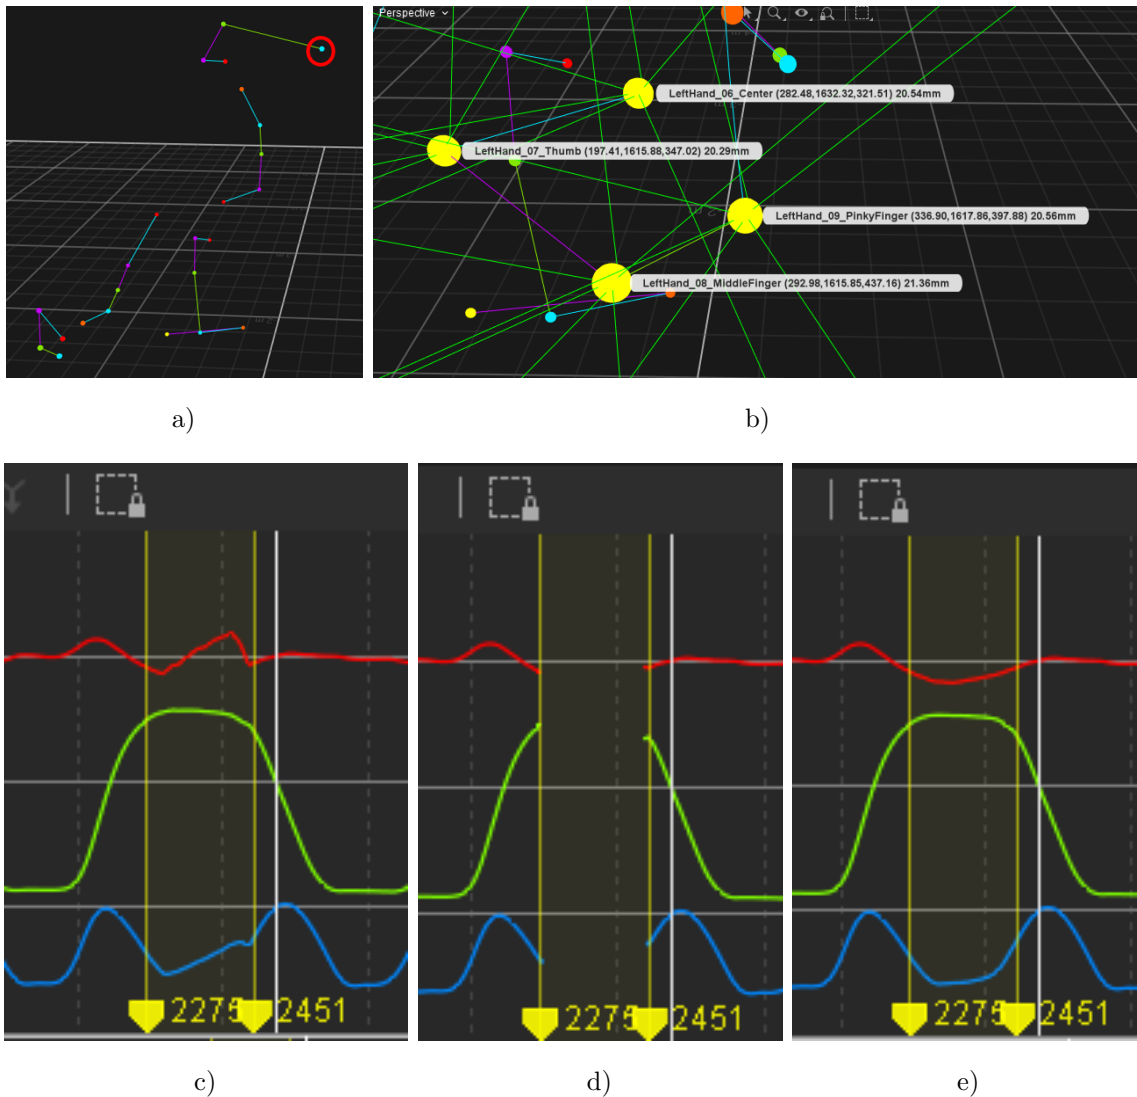 Perspective
LeftHand_06_Center (282.48,1632.32,321.51) 20.54mm
LeftHand_07_Thumb (197.41,1615.88,347.02) 20.29mm
LeftHand_09_PinkyFinger (336.90,1617.86,397.88) 20.56mm
LeftHand_08_MiddleFinger (292.98,1615.85,437.16) 21.36mm
a)
b)
2275 2451
2275 2451
2275 2451
c)
d)
e)